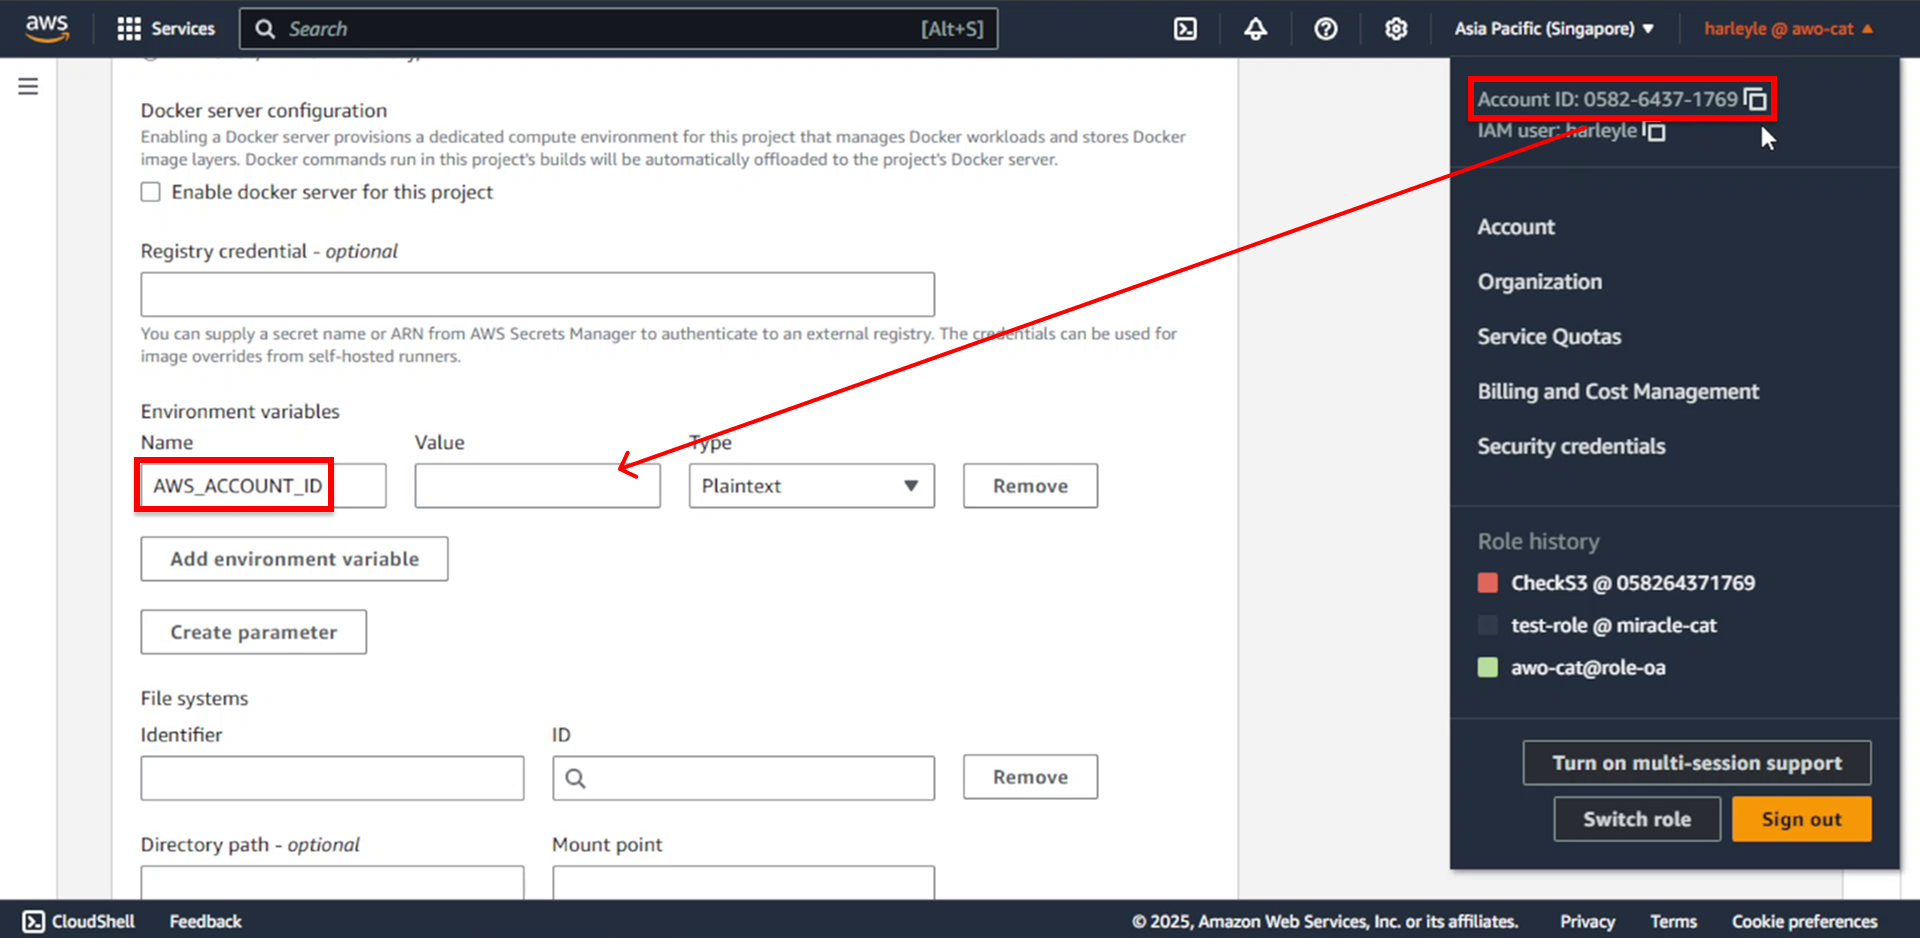 aws
Services
Search
[Alt+S]
Asia Pacific (Singapore)
harleyle @ awo-cat
Docker server configuration
Enabling a Docker server provisions a dedicated compute environment for this project that manages Docker workloads and stores Docker
image layers. Docker commands run in this project's builds will be automatically offloaded to the project's Docker server.
Enable docker server for this project
Registry credential - optional
You can supply a secret name or ARN from AWS Secrets Manager to authenticate to an external registry. The credentials can be used for
image overrides from self-hosted runners.
Environment variables
Name
Value
Type
AWS_ACCOUNT_ID
Plaintext
Remove
Add environment variable
Create parameter
File systems
Identifier
ID
Remove
Directory path - optional
Mount point
Account ID: 0582-6437-1769
IAM user: harleyle
Account
Organization
Service Quotas
Billing and Cost Management
Security credentials
Role history
CheckS3 @ 058264371769
test-role @ miracle-cat
awo-cat@role-oa
Turn on multi-session support
Switch role
Sign out
CloudShell
Feedback
© 2025, Amazon Web Services, Inc. or its affiliates.
Privacy
Terms
Cookie preferences